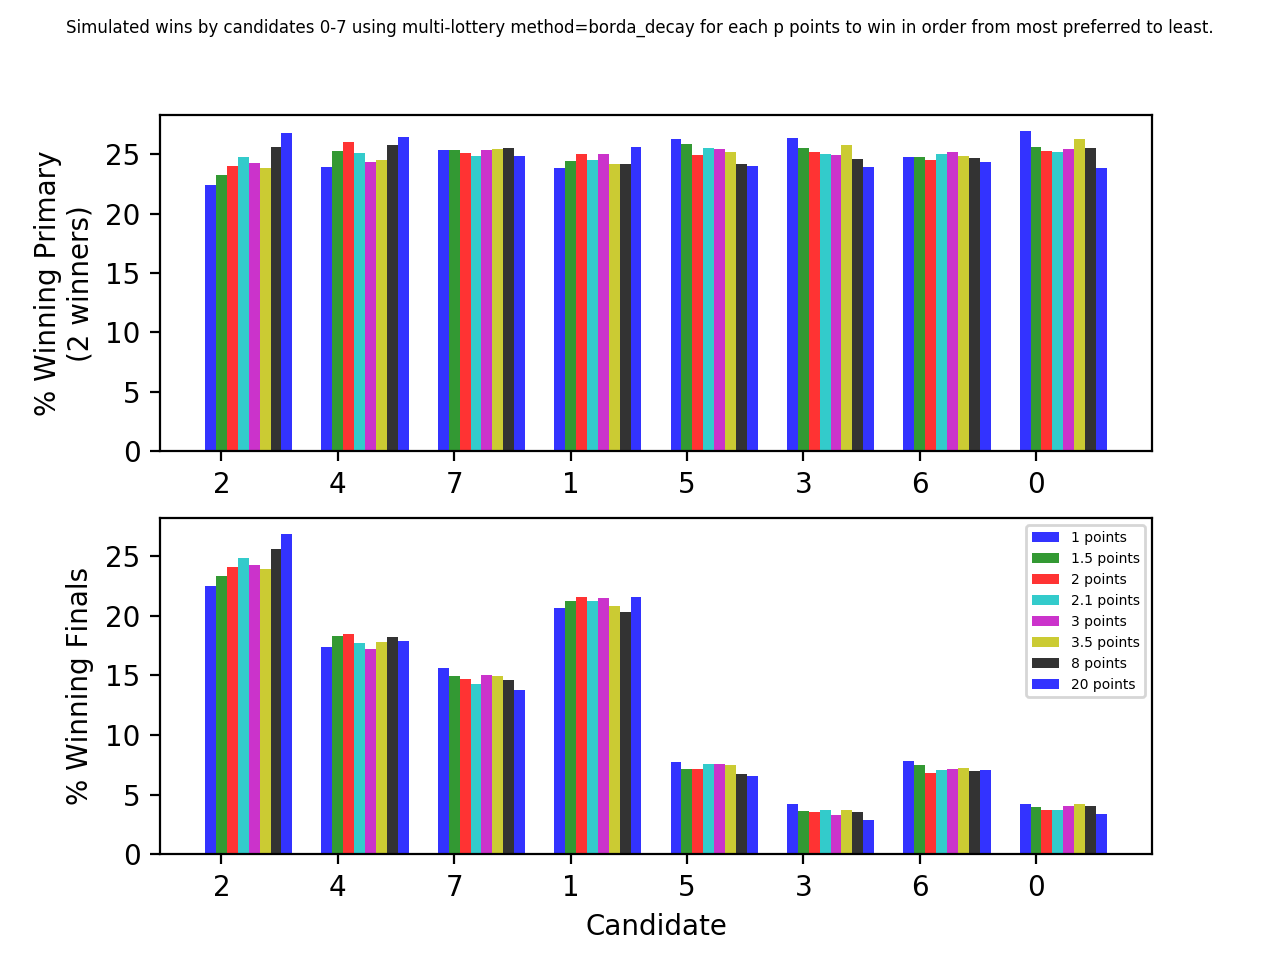 Simulated wins by candidates 0-7 using multi-lottery method=borda_decay for each p points to win in order from most preferred to least.
% Winning Primary
(2 winners)
25
20
15
10
5
0
2 4 7 1 5 3 6 0
% Winning Finals
25
20
15
10
5
0
1 points
1.5 points
2 points
2.1 points
3 points
3.5 points
8 points
20 points
2 4 7 1 5 3 6 0
Candidate